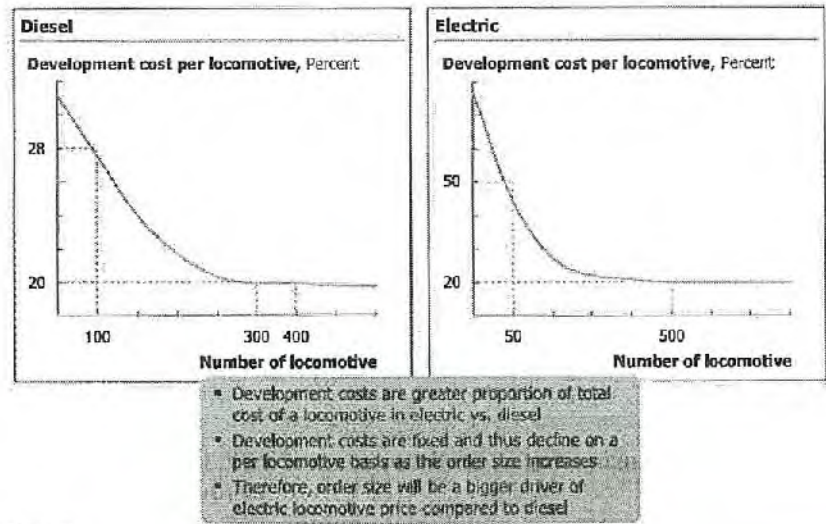 Diesel
Development cost per locomotive, Percent
28
20
100
300
400
Number of locomotive
Electric
Development cost per locomotive, Percent
50
20
50
500
Number of locomotive
▪ Development costs are greater proportion of total
cost of a locomotive in electric vs. diesel
▪ Development costs are fixed and thus decline on a
per locomotive basis as the order size increases
▪ Therefore, order size will be a bigger driver of
electric locomotive price compared to diesel